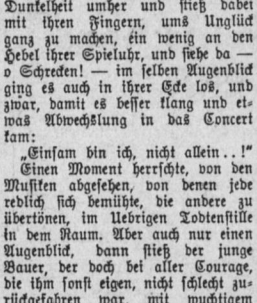 Dunkelheit umher und stieß dabei
mit ihren Fingern, ums Unglück
ganz zu machen, ein wenig an den
Hebel ihrer Spieluhr, und siehe da —
o Schrecken! — im selben Augenblick
ging es auch in ihrer Ecke los, und
zwar, damit es besser klang und et-
was Abwechslung in das Concert
kam:
„Einsam bin ich, nicht allein . . !“
Einen Moment herrschte, von den
Musiken abgesehen, von denen jede
redlich sich bemühte, die andere zu
übertönen, im Uebrigen Todtenstille
in dem Raum. Aber auch nur einen
Augenblick, dann stieß der junge
Bauer, der doch bei aller Courage,
die ihm sonst eigen, nicht schlecht zu-
rückgefahren war, mit wuchtigem